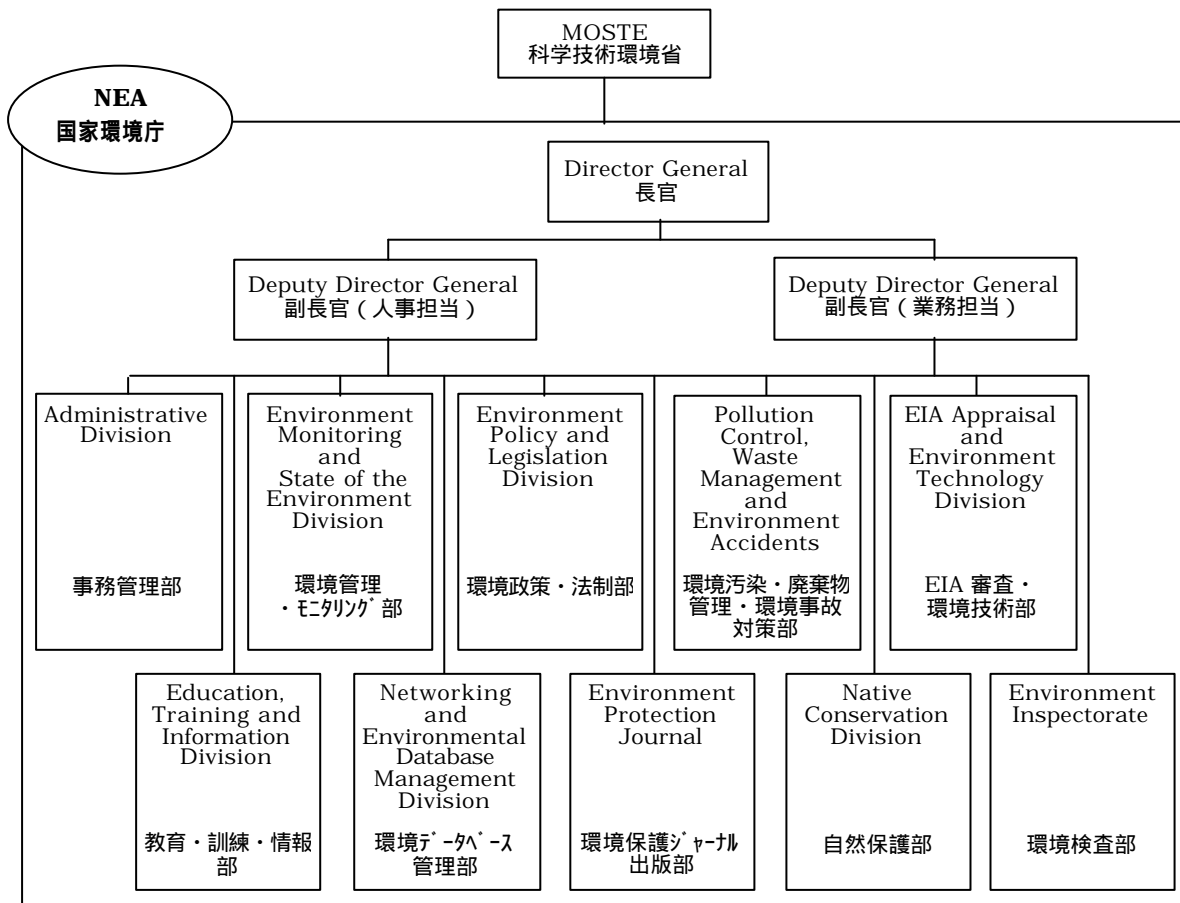 MOSTE
科学技術環境省
NEA
国家環境庁
Director General
長官
Deputy Director General
副長官（人事担当）
Deputy Director General
副長官（業務担当）
Administrative
Division
事務管理部
Environment
Monitoring
and
State of the
Environment
Division
環境管理
・ﾓﾆﾀﾘﾝｸﾞ部
Environment
Policy and
Legislation
Division
環境政策・法制部
Pollution
Control,
Waste
Management
and
Environment
Accidents
環境汚染・廃棄物
管理・環境事故
対策部
EIA Appraisal
and
Environment
Technology
Division
EIA 審査・
環境技術部
Education,
Training and
Information
Division
教育・訓練・情報
部
Networking
and
Environmental
Database
Management
Division
環境ﾃﾞｰﾀﾍﾞｰｽ
管理部
Environment
Protection
Journal
環境保護ｼﾞｬｰﾅﾙ
出版部
Native
Conservation
Division
自然保護部
Environment
Inspectorate
環境検査部